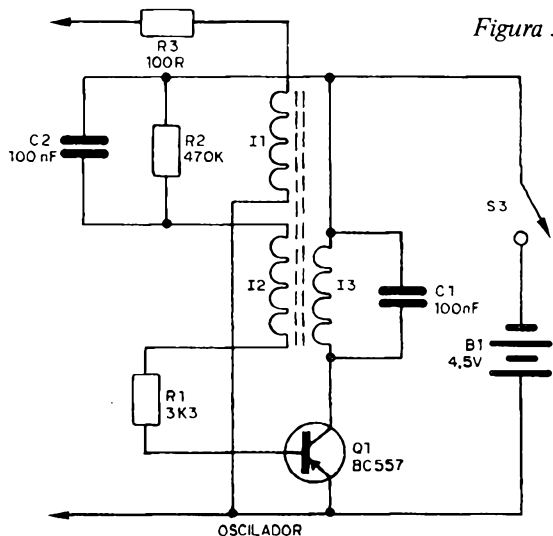 Figura
R3
100R
C2
100 nF
R2
470K
I1
S3
I2
I3
C1
100nF
B1
4,5V
R1
3K3
Q1
BC557
OSCILADOR